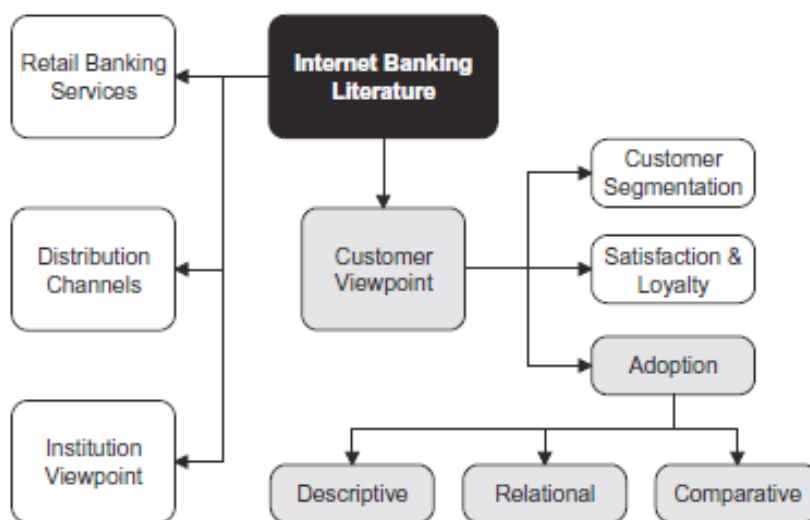 Retail Banking
Services
Internet Banking
Literature
Customer
Segmentation
Distribution
Channels
Customer
Viewpoint
Satisfaction &
Loyalty
Adoption
Institution
Viewpoint
Descriptive
Relational
Comparative